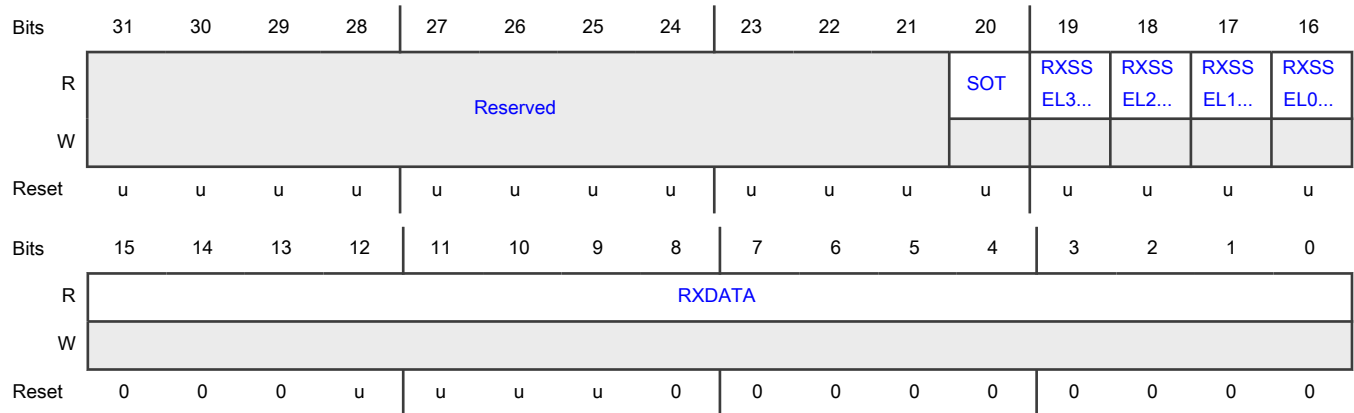 Bits 31 30 29 28 27 26 25 24 23 22 21 20 19 18 17 16
R Reserved SOT RXSS EL3... RXSS EL2... RXSS EL1... RXSS EL0...
W
Reset u u u u u u u u u u u u u u u u
Bits 15 14 13 12 11 10 9 8 7 6 5 4 3 2 1 0
R RXDATA
W
Reset 0 0 0 u u u u 0 0 0 0 0 0 0 0 0